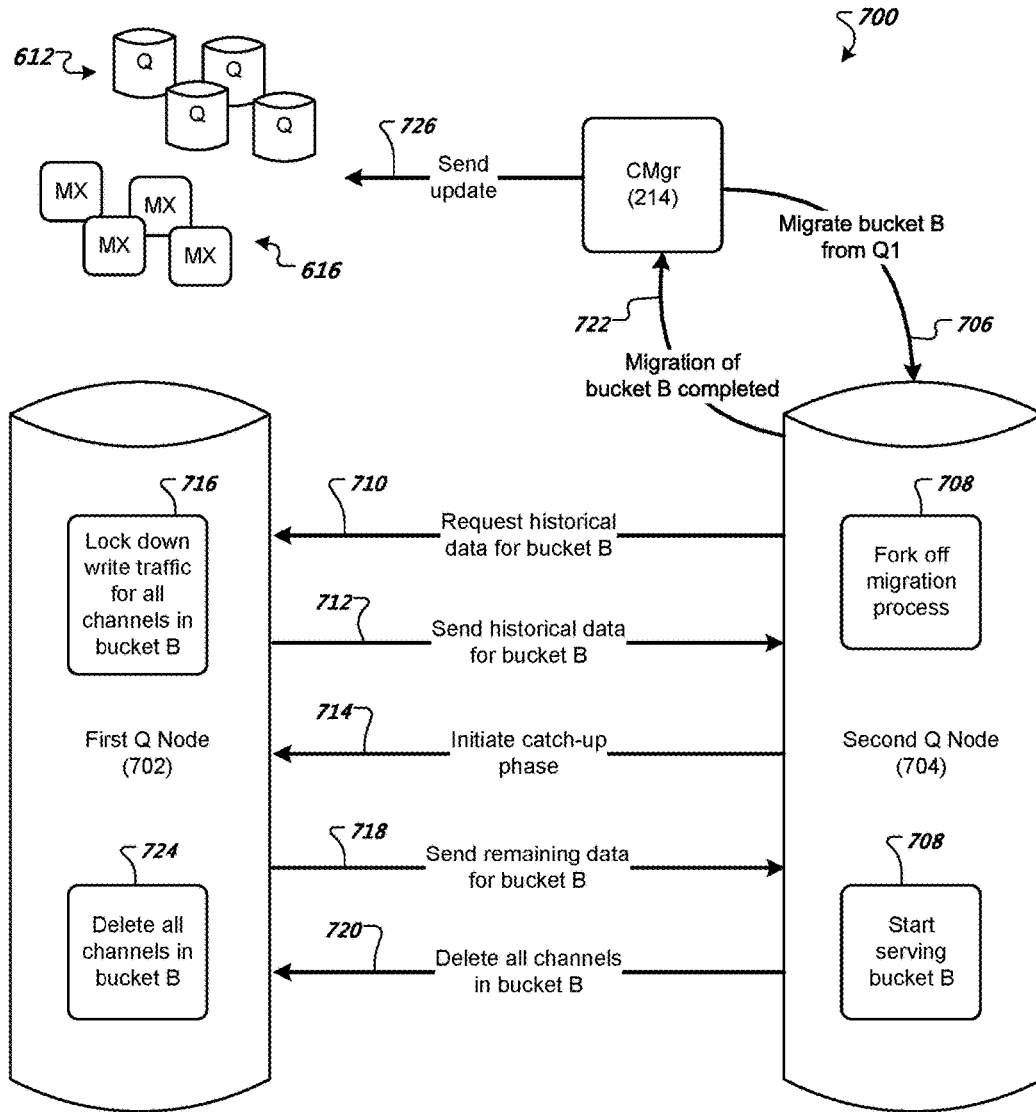 700
612
Q
Q
Q
Q
726
Send
update
CMgr
(214)
MX
MX
MX
MX
616
Migrate bucket B
from Q1
722
706
Migration of
bucket B completed
716
Lock down
write traffic
for all
channels in
bucket B
710
Request historical
data for bucket B
708
Fork off
migration
process
712
Send historical data
for bucket B
First Q Node
(702)
714
Initiate catch-up
phase
Second Q Node
(704)
724
Delete all
channels in
bucket B
718
Send remaining data
for bucket B
708
Start
serving
bucket B
720
Delete all channels
in bucket B